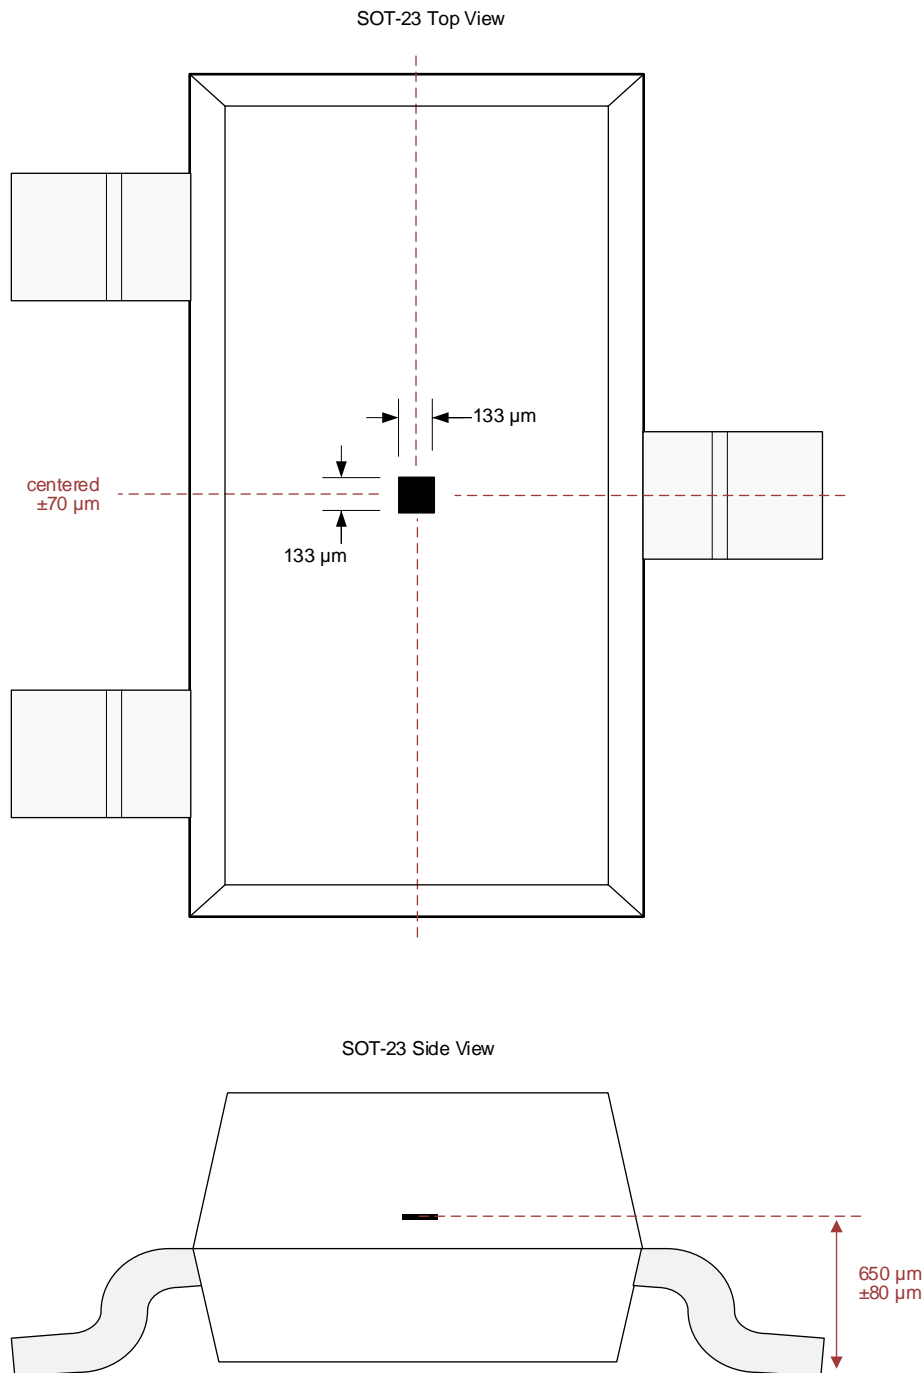 SOT-23 Top View
133 µm
centered
±70 µm
133 µm
SOT-23 Side View
650 µm
±80 µm